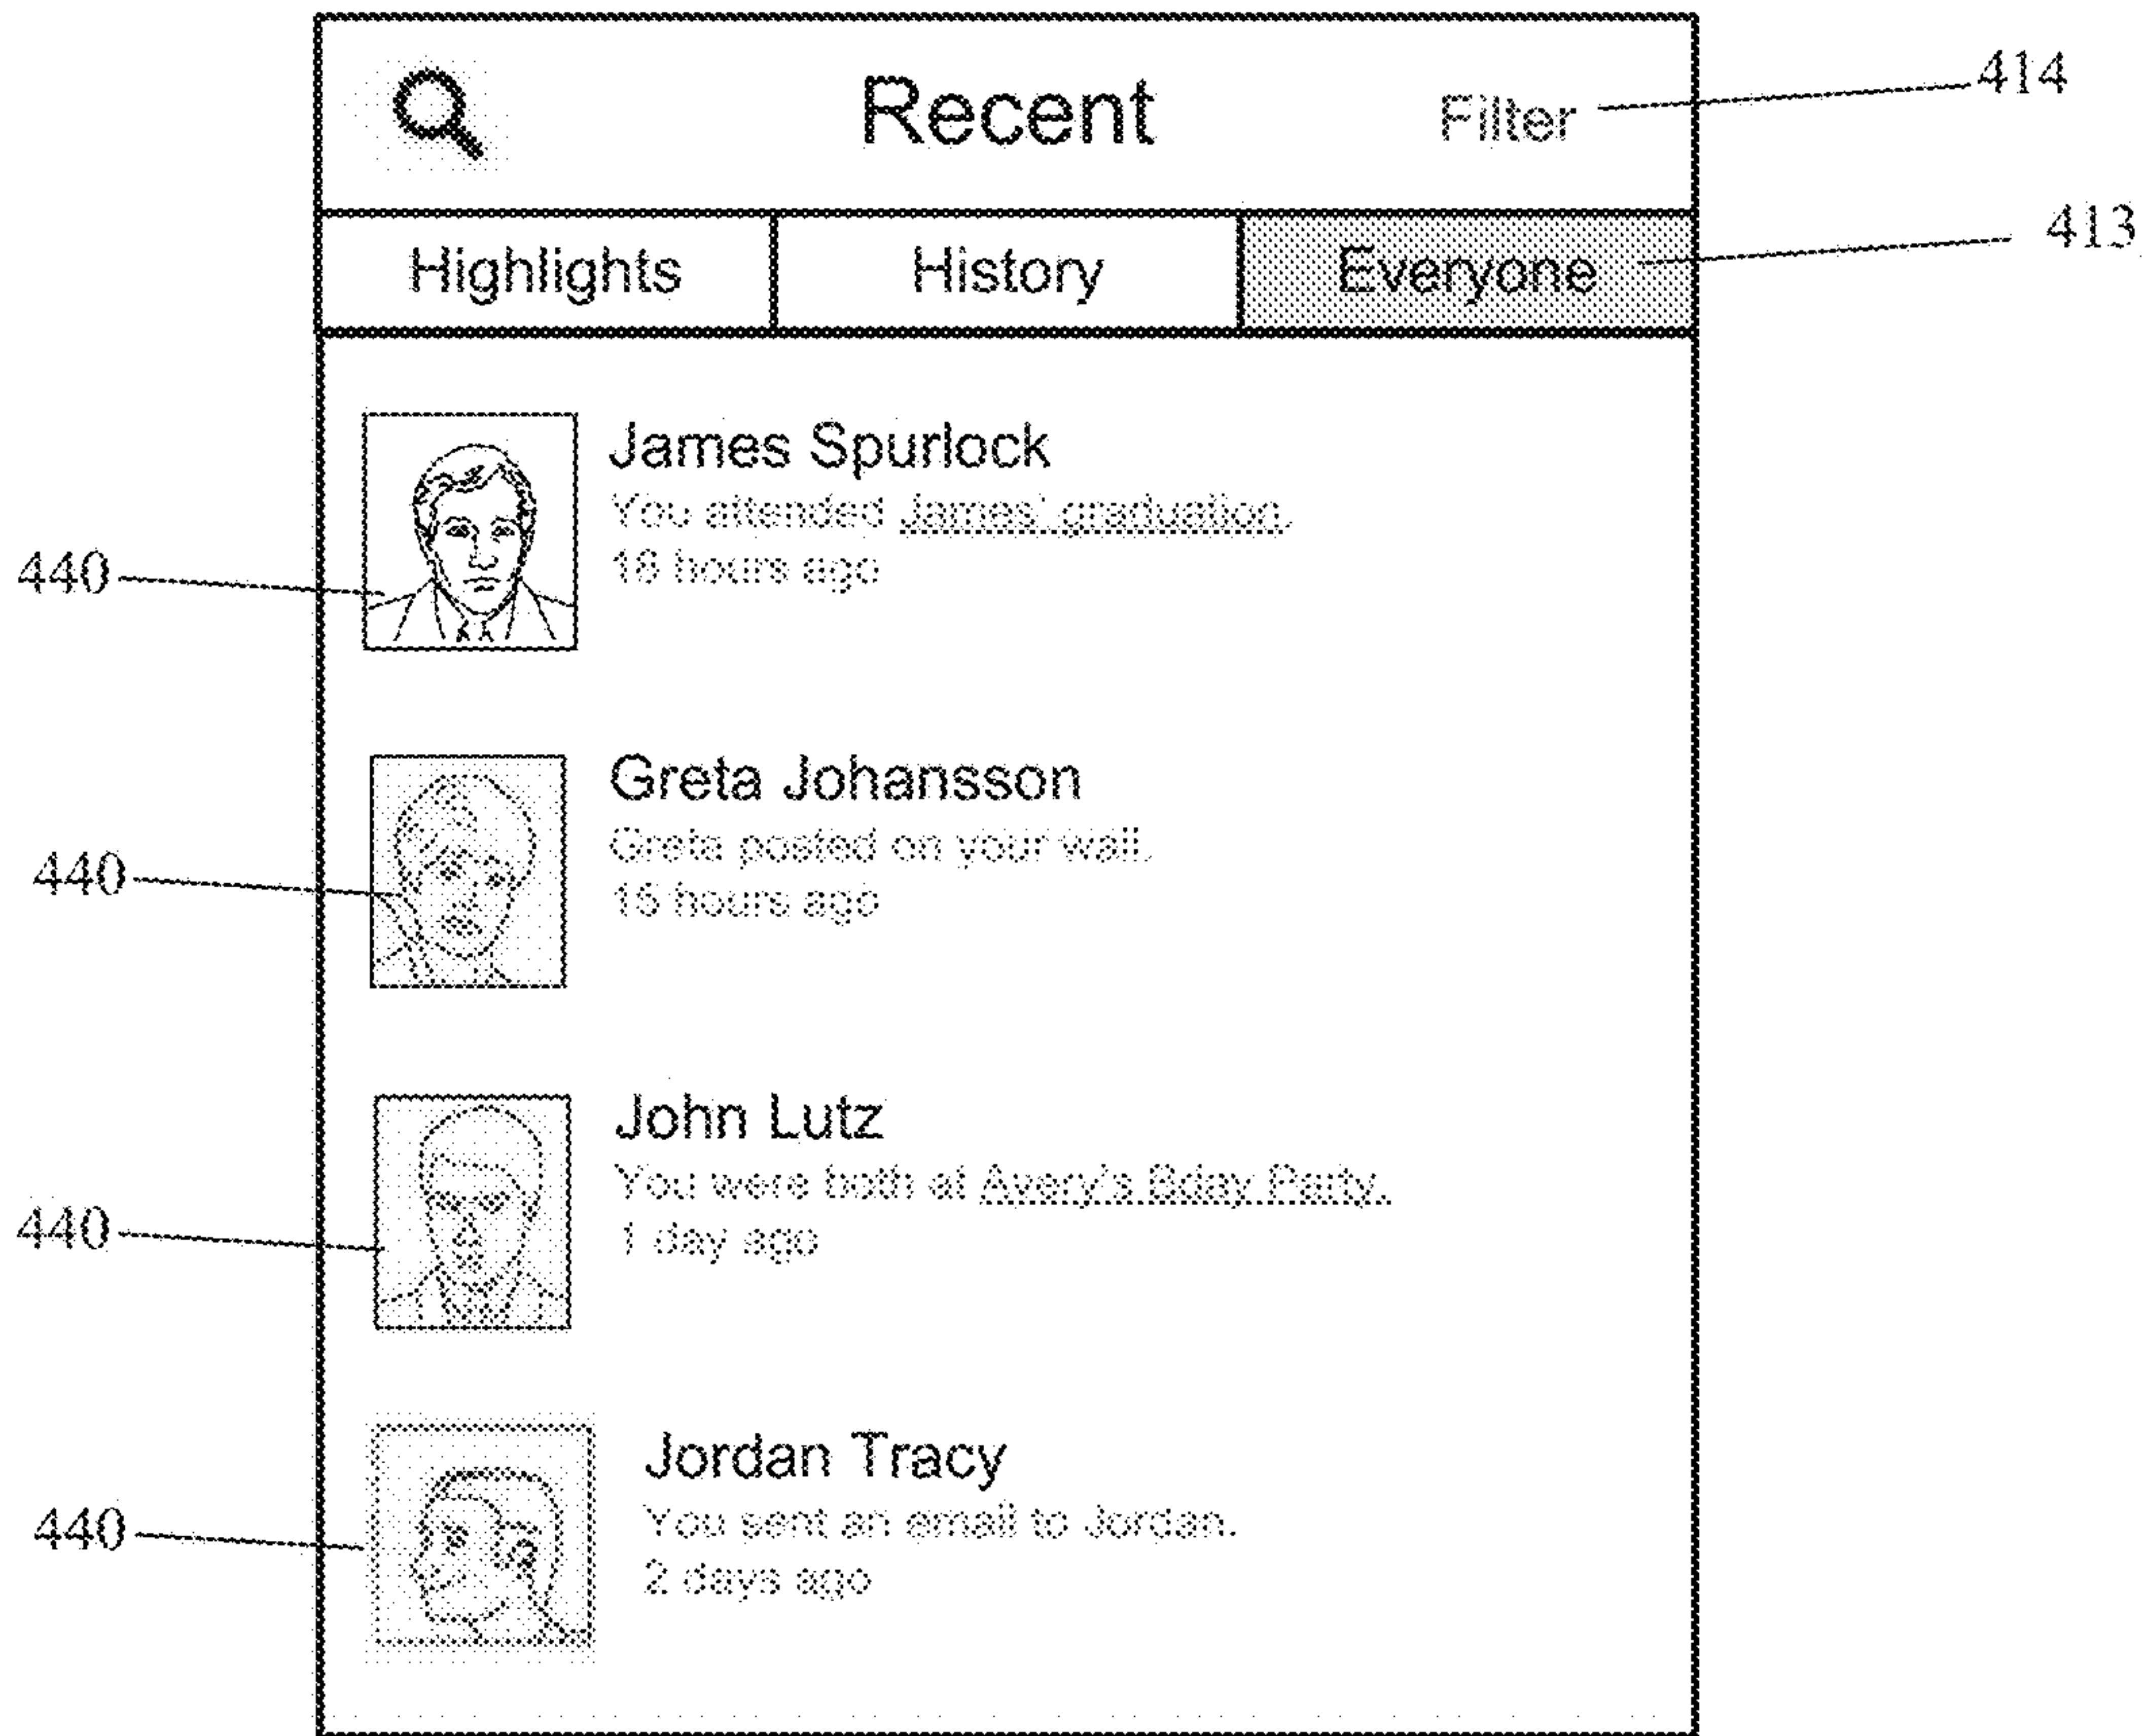 Recent
Filter
414
Highlights
History
Everyone
413
James Spurlock
You attended James' graduation.
hours ago
440
Greta Johansson
Greta posted on your wall.
15 hours ago
440
John Lutz
You were both at Avery's Bday Party.
1 day ago
440
Jordan Tracy
You sent an email to Jordan.
2 days ago
440